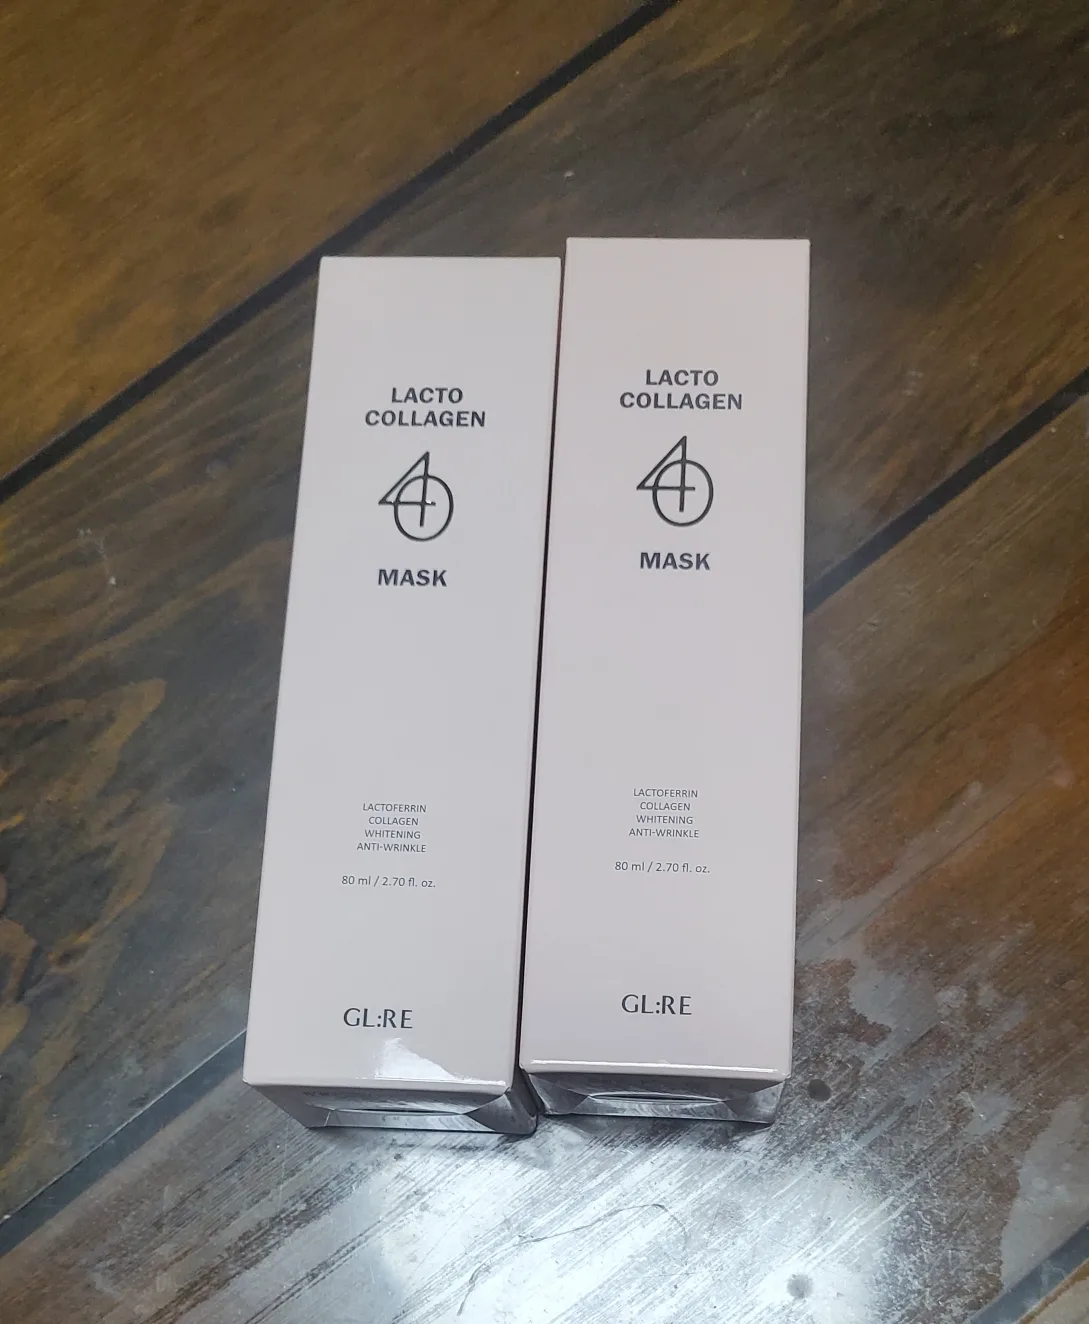 LACTO
COLLAGEN
40
MASK
LACTOFERRIN
COLLAGEN
WHITENING
ANTI-WRINKLE
80 ml / 2.70 fl. oz.
GL:RE
LACTO
COLLAGEN
40
MASK
LACTOFERRIN
COLLAGEN
WHITENING
ANTI-WRINKLE
80 ml / 2.70 fl. oz.
GL:RE